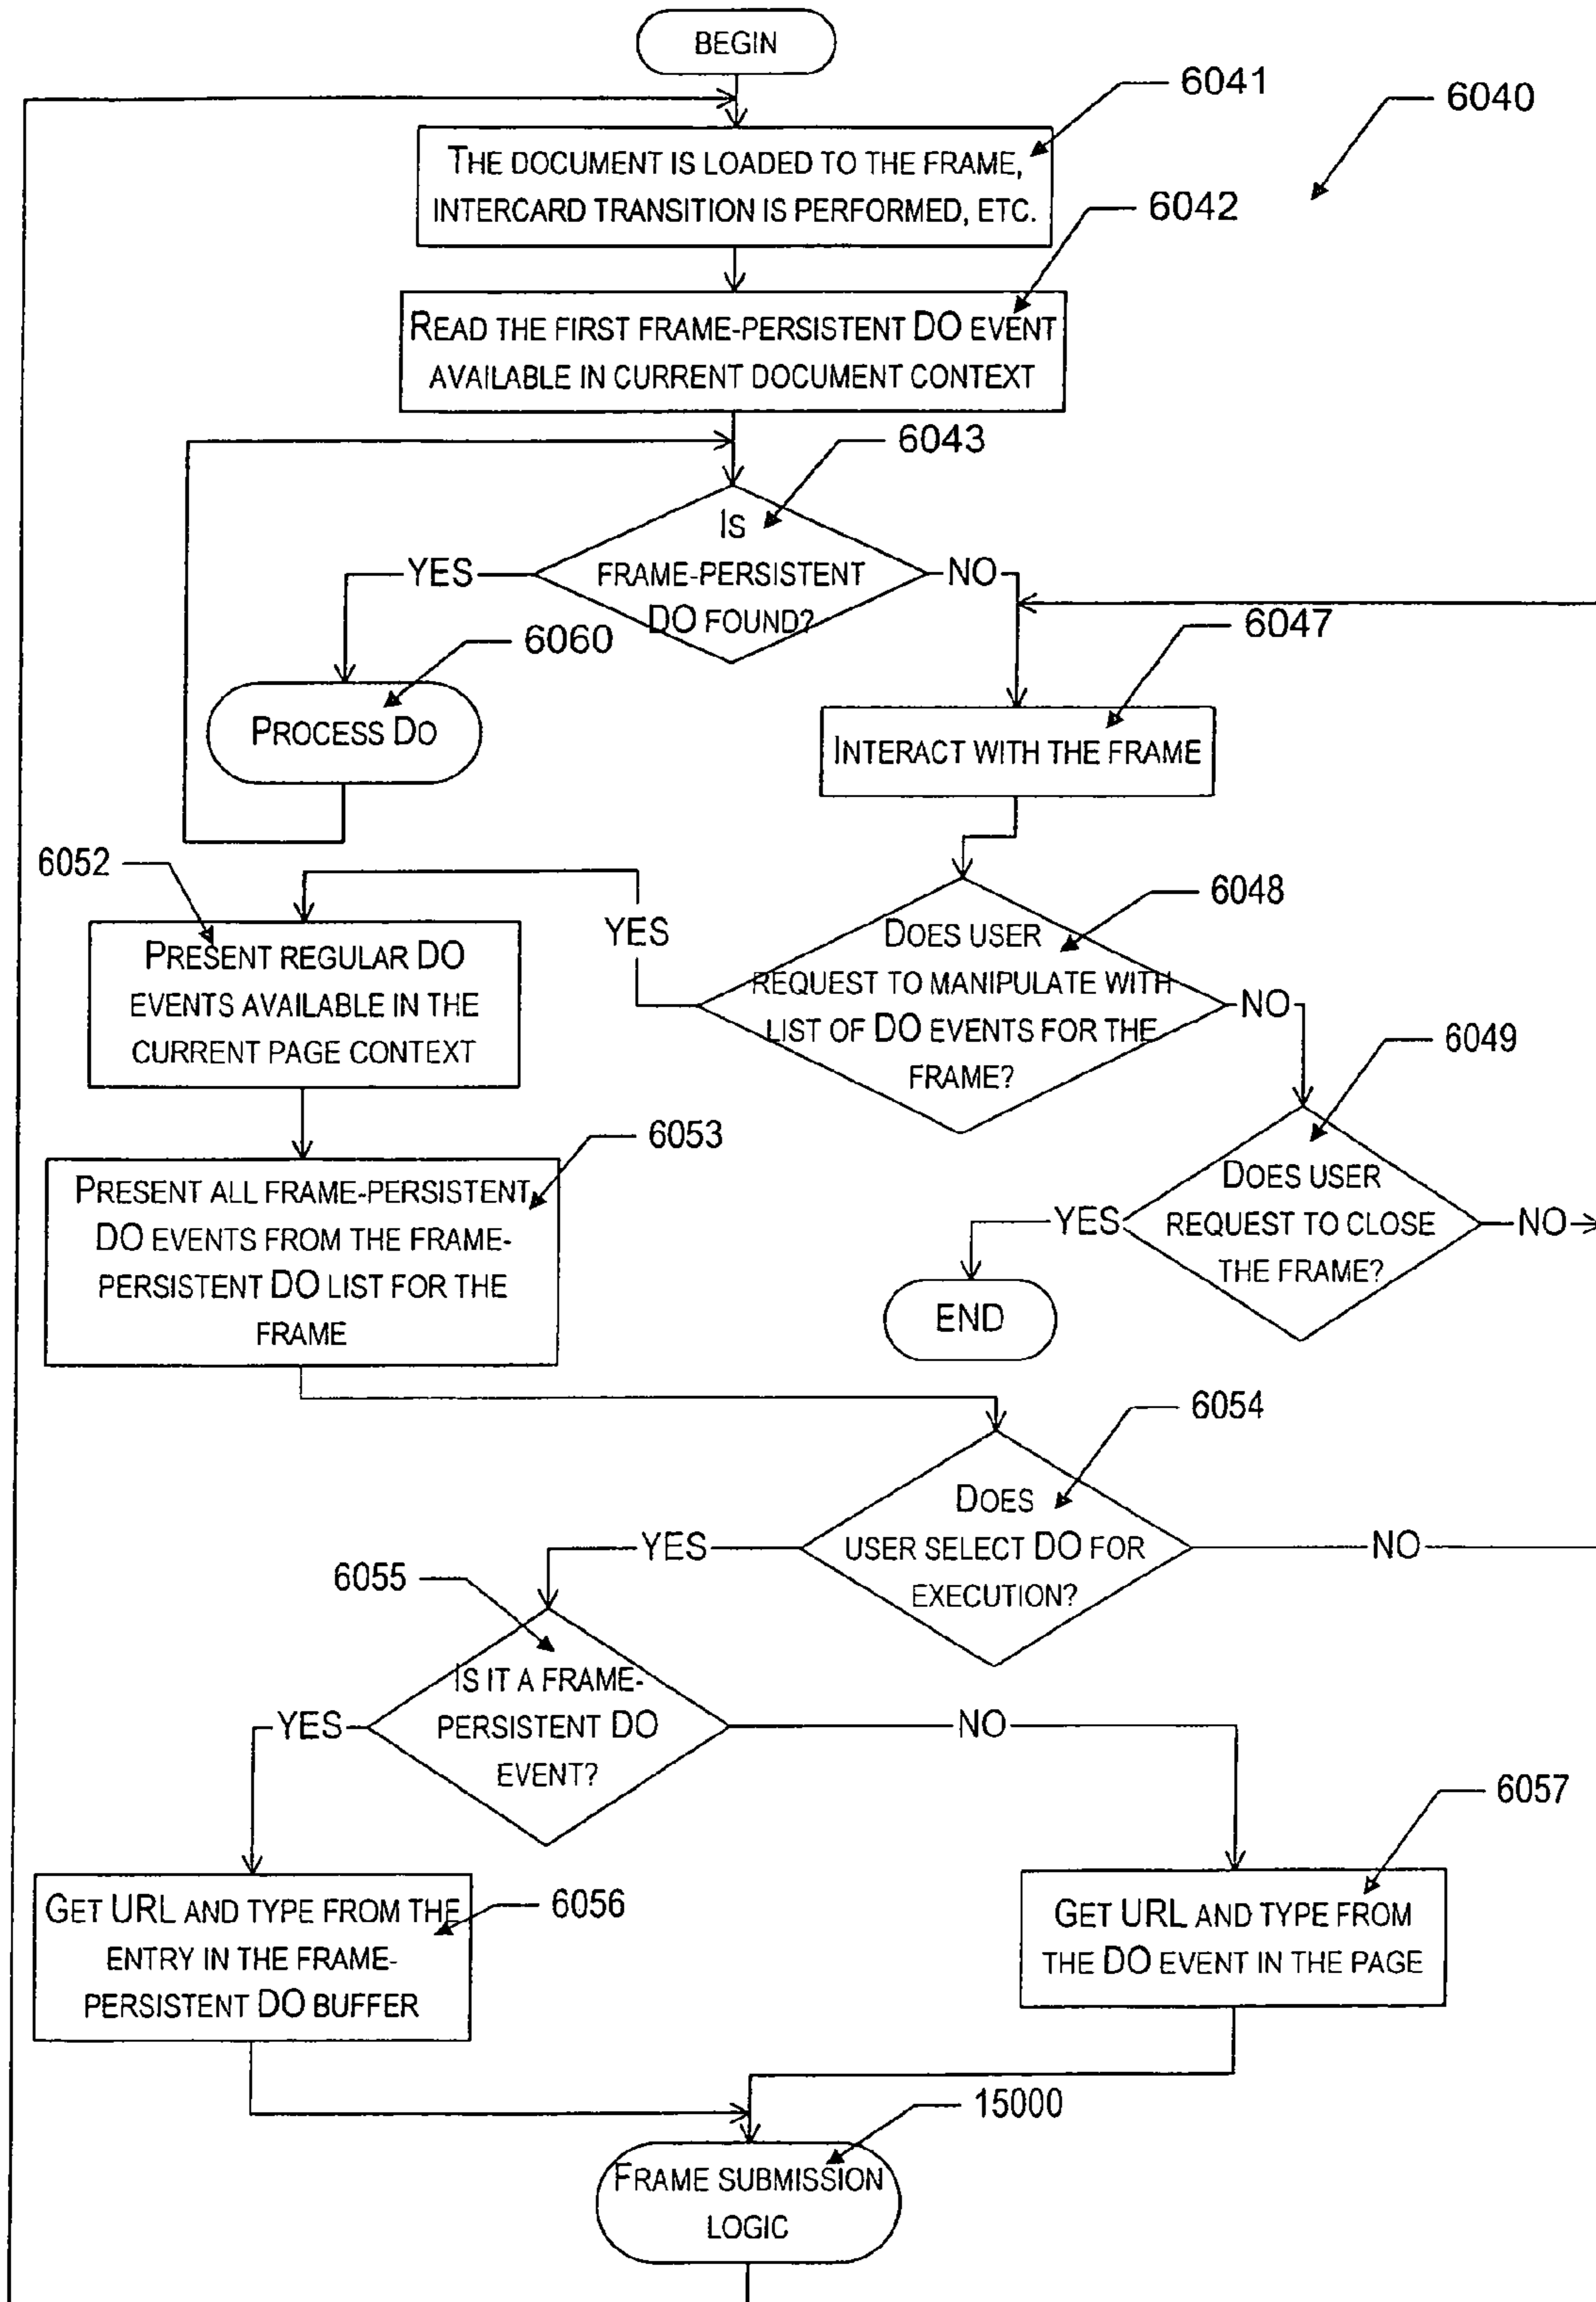 BEGIN
6041
6040
THE DOCUMENT IS LOADED TO THE FRAME,
INTERCARD TRANSITION IS PERFORMED, ETC.
6042
READ THE FIRST FRAME-PERSISTENT DO EVENT
AVAILABLE IN CURRENT DOCUMENT CONTEXT
6043
IS
FRAME-PERSISTENT
DO FOUND?
YES
NO
6060
6047
PROCESS DO
INTERACT WITH THE FRAME
6052
6048
YES
DOES USER
REQUEST TO MANIPULATE WITH
LIST OF DO EVENTS FOR THE
FRAME?
NO
PRESENT REGULAR DO
EVENTS AVAILABLE IN THE
CURRENT PAGE CONTEXT
6049
6053
DOES USER
REQUEST TO CLOSE
THE FRAME?
YES
NO
PRESENT ALL FRAME-PERSISTENT
DO EVENTS FROM THE FRAME-
PERSISTENT DO LIST FOR THE
FRAME
END
6054
DOES
USER SELECT DO FOR
EXECUTION?
YES
NO
6055
IS IT A FRAME-
PERSISTENT DO
EVENT?
YES
NO
6057
GET URL AND TYPE FROM THE
ENTRY IN THE FRAME-
PERSISTENT DO BUFFER
6056
GET URL AND TYPE FROM
THE DO EVENT IN THE PAGE
15000
FRAME SUBMISSION
LOGIC